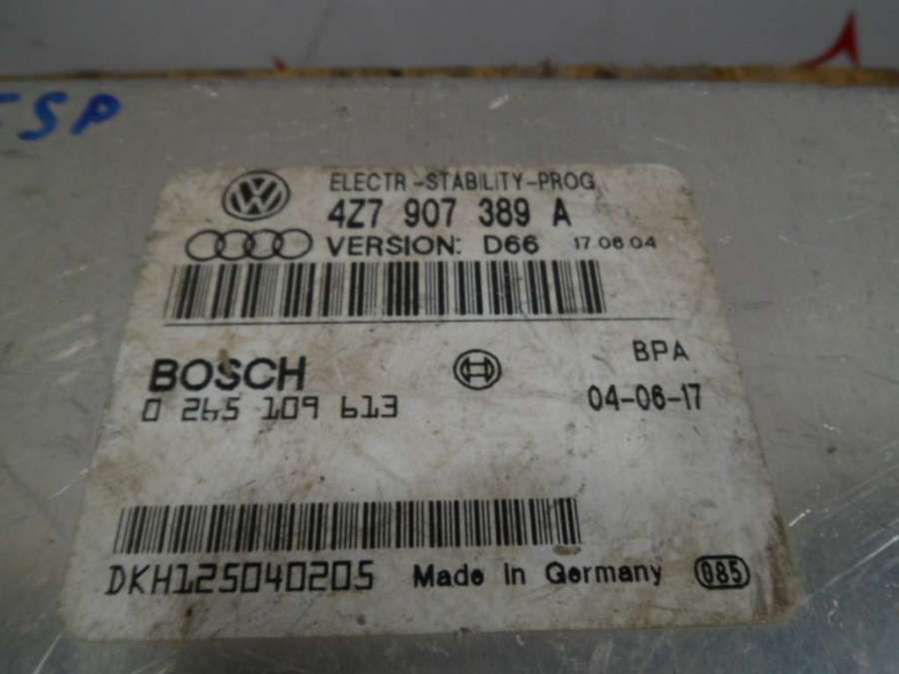 ESP
ELECTR-STABILITY-PROG
4Z7 907 389 A
VERSION: D66 17.06.04
BOSCH
BPA
0 265 109 613
04-06-17
DKH125040205 Made in Germany 085